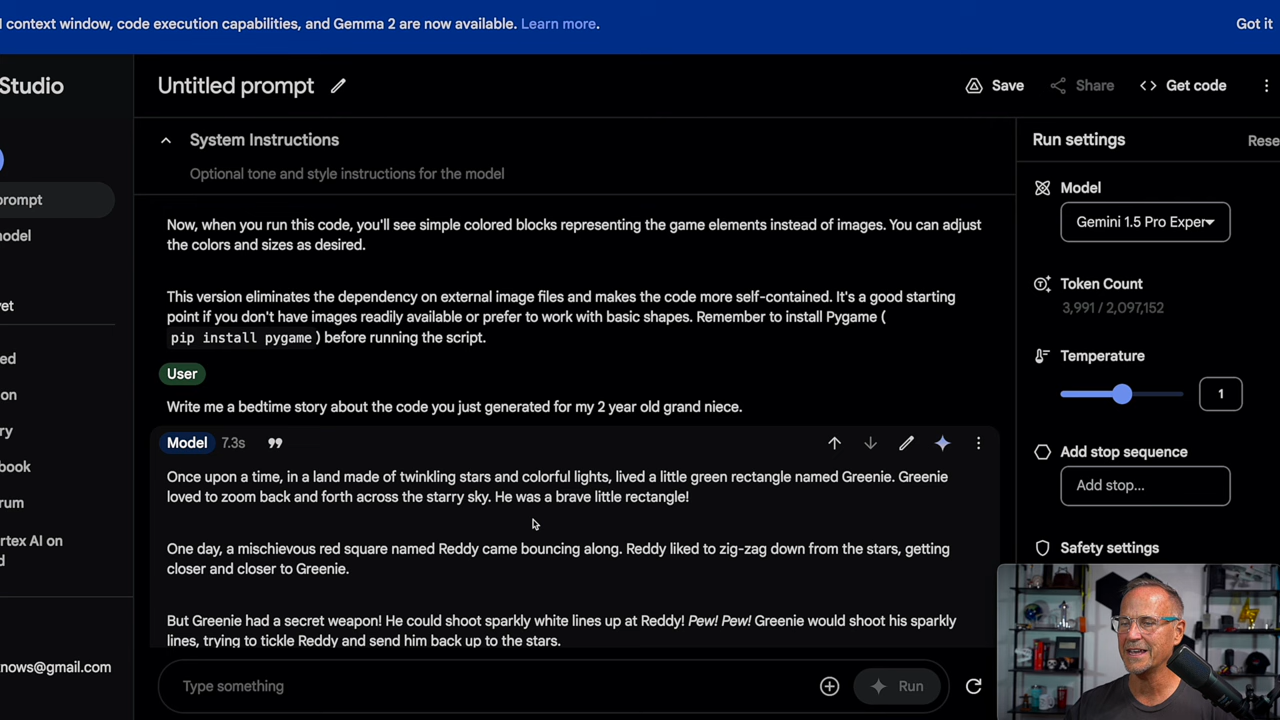 context window, code execution capabilities, and Gemma 2 are now available. Learn more.
Got it
Studio
Untitled prompt
Save
Share
<> Get code
System Instructions
Optional tone and style instructions for the model
Run settings
Rese
prompt
model
vet
ed
on
ry
book
rum
ertex AI on
d
knows@gmail.com
Now, when you run this code, you'll see simple colored blocks representing the game elements instead of images. You can adjust
the colors and sizes as desired.
This version eliminates the dependency on external image files and makes the code more self-contained. It's a good starting
point if you don't have images readily available or prefer to work with basic shapes. Remember to install Pygame (
pip install pygame ) before running the script.
User
Write me a bedtime story about the code you just generated for my 2 year old grand niece.
Model 7.3s
Once upon a time, in a land made of twinkling stars and colorful lights, lived a little green rectangle named Greenie. Greenie
loved to zoom back and forth across the starry sky. He was a brave little rectangle!
One day, a mischievous red square named Reddy came bouncing along. Reddy liked to zig-zag down from the stars, getting
closer and closer to Greenie.
But Greenie had a secret weapon! He could shoot sparkly white lines up at Reddy! Pew! Pew! Greenie would shoot his sparkly
lines, trying to tickle Reddy and send him back up to the stars.
Type something
Run
Model
Gemini 1.5 Pro Exper
Token Count
3,991 / 2,097,152
Temperature
1
Add stop sequence
Add stop...
Safety settings